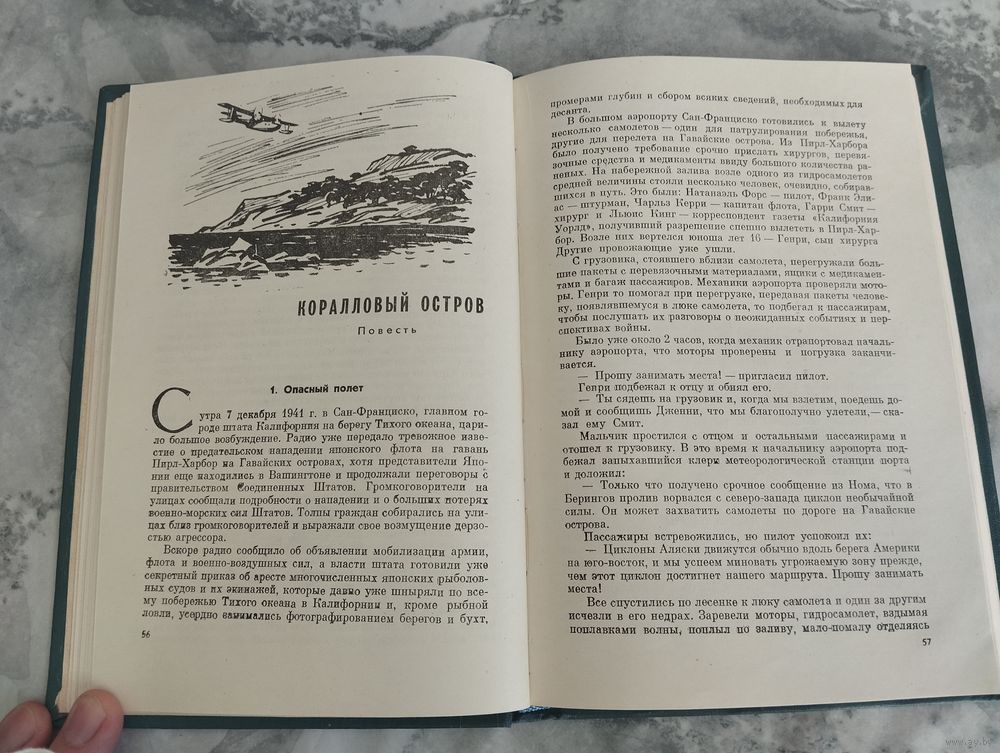 КОРАЛЛОВЫЙ ОСТРОВ
Повесть
1. Опасный полет
С утра 7 декабря 1941 г. в Сан-Франциско, главном го-
роде штата Калифорния на берегу Тихого океана, цари-
ло большое возбуждение. Радио уже передало тревожное изве-
стие о предательском нападении японского флота на гавань
Пирл-Харбор на Гавайских островах, хотя представители Япо-
нии еще находились в Вашингтоне и продолжали переговоры с
правительством Соединенных Штатов. Громкоговорители на
улицах сообщали подробности о нападении и о больших потерях
военно-морских сил Штатов. Толпы граждан собирались на ули-
цах близ громкоговорителей и выражали свое возмущение дерзо-
стью агрессора.
Вскоре радио сообщило об объявлении мобилизации армии,
флота и военно-воздушных сил, а власти штата готовили уже
секретный приказ об аресте многочисленных японских рыболов-
ных судов и их экипажей, которые давно уже шныряли по все-
му побережью Тихого океана в Калифорнии и, кроме рыбной
ловли, усердно занимались фотографированием берегов и бухт,
56
промерами глубин и сбором всяких сведений, необходимых для
десанта.
В большом аэропорту Сан-Франциско готовились к вылету
несколько самолетов — один для патрулирования побережья,
другие для перелета на Гавайские острова. Из Пирл-Харбора
было получено требование срочно прислать хирургов, перевя-
зочные средства и медикаменты ввиду большого количества ра-
неных. На набережной залива возле одного из гидросамолетов
средней величины стояли несколько человек, очевидно, собирав-
шихся в путь. Это были: Натанаэль Форс — пилот, Франк Эли-
ас — штурман, Чарльз Керри — капитан флота, Гарри Смит —
хирург и Льюис Кинг — корреспондент газеты «Калифорния
Уорлд», получивший разрешение спешно вылететь в Пирл-Хар-
бор. Возле них вертелся юноша лет 16 — Генри, сын хирурга
Другие провожающие уже ушли.
С грузовика, стоявшего вблизи самолета, перегружали боль-
шие пакеты с перевязочными материалами, ящики с медикамен-
тами и багаж пассажиров. Механики аэропорта проверяли мото-
ры. Генри то помогал при перегрузке, передавая пакеты челове-
ку, появлявшемуся в люке самолета, то подбегал к пассажирам,
чтобы послушать их разговоры о неожиданных событиях и пер-
спективах войны.
Было уже около 2 часов, когда механик отрапортовал началь-
нику аэропорта, что моторы проверены и погрузка заканчи-
вается.
— Прошу занимать места! — пригласил пилот.
Генри подбежал к отцу и обнял его.
— Ты сядешь на грузовик и, когда мы взлетим, поедешь до-
мой и сообщишь Дженни, что мы благополучно улетели,— ска-
зал ему Смит.
Мальчик простился с отцом и остальными пассажирами и
отошел к грузовику. В это время к начальнику аэропорта под-
бежал запыхавшийся клерк метеорологической станции порта
и доложил:
— Только что получено срочное сообщение из Нома, что в
Берингов пролив ворвался с северо-запада циклон необычайной
силы. Он может захватить самолеты по дороге на Гавайские
острова.
Пассажиры встревожились, но пилот успокоил их:
— Циклоны Аляски движутся обычно вдоль берега Америки
на юго-восток, и мы успеем миновать угрожаемую зону прежде,
чем этот циклон достигнет нашего маршрута. Прошу занимать
места!
Все спустились по лесенке к люку самолета и один за другим
исчезли в его недрах. Заревели моторы, гидросамолет, вздымая
поплавками волны, поплыл по заливу, мало-помалу отделяясь
57
www.ay.by